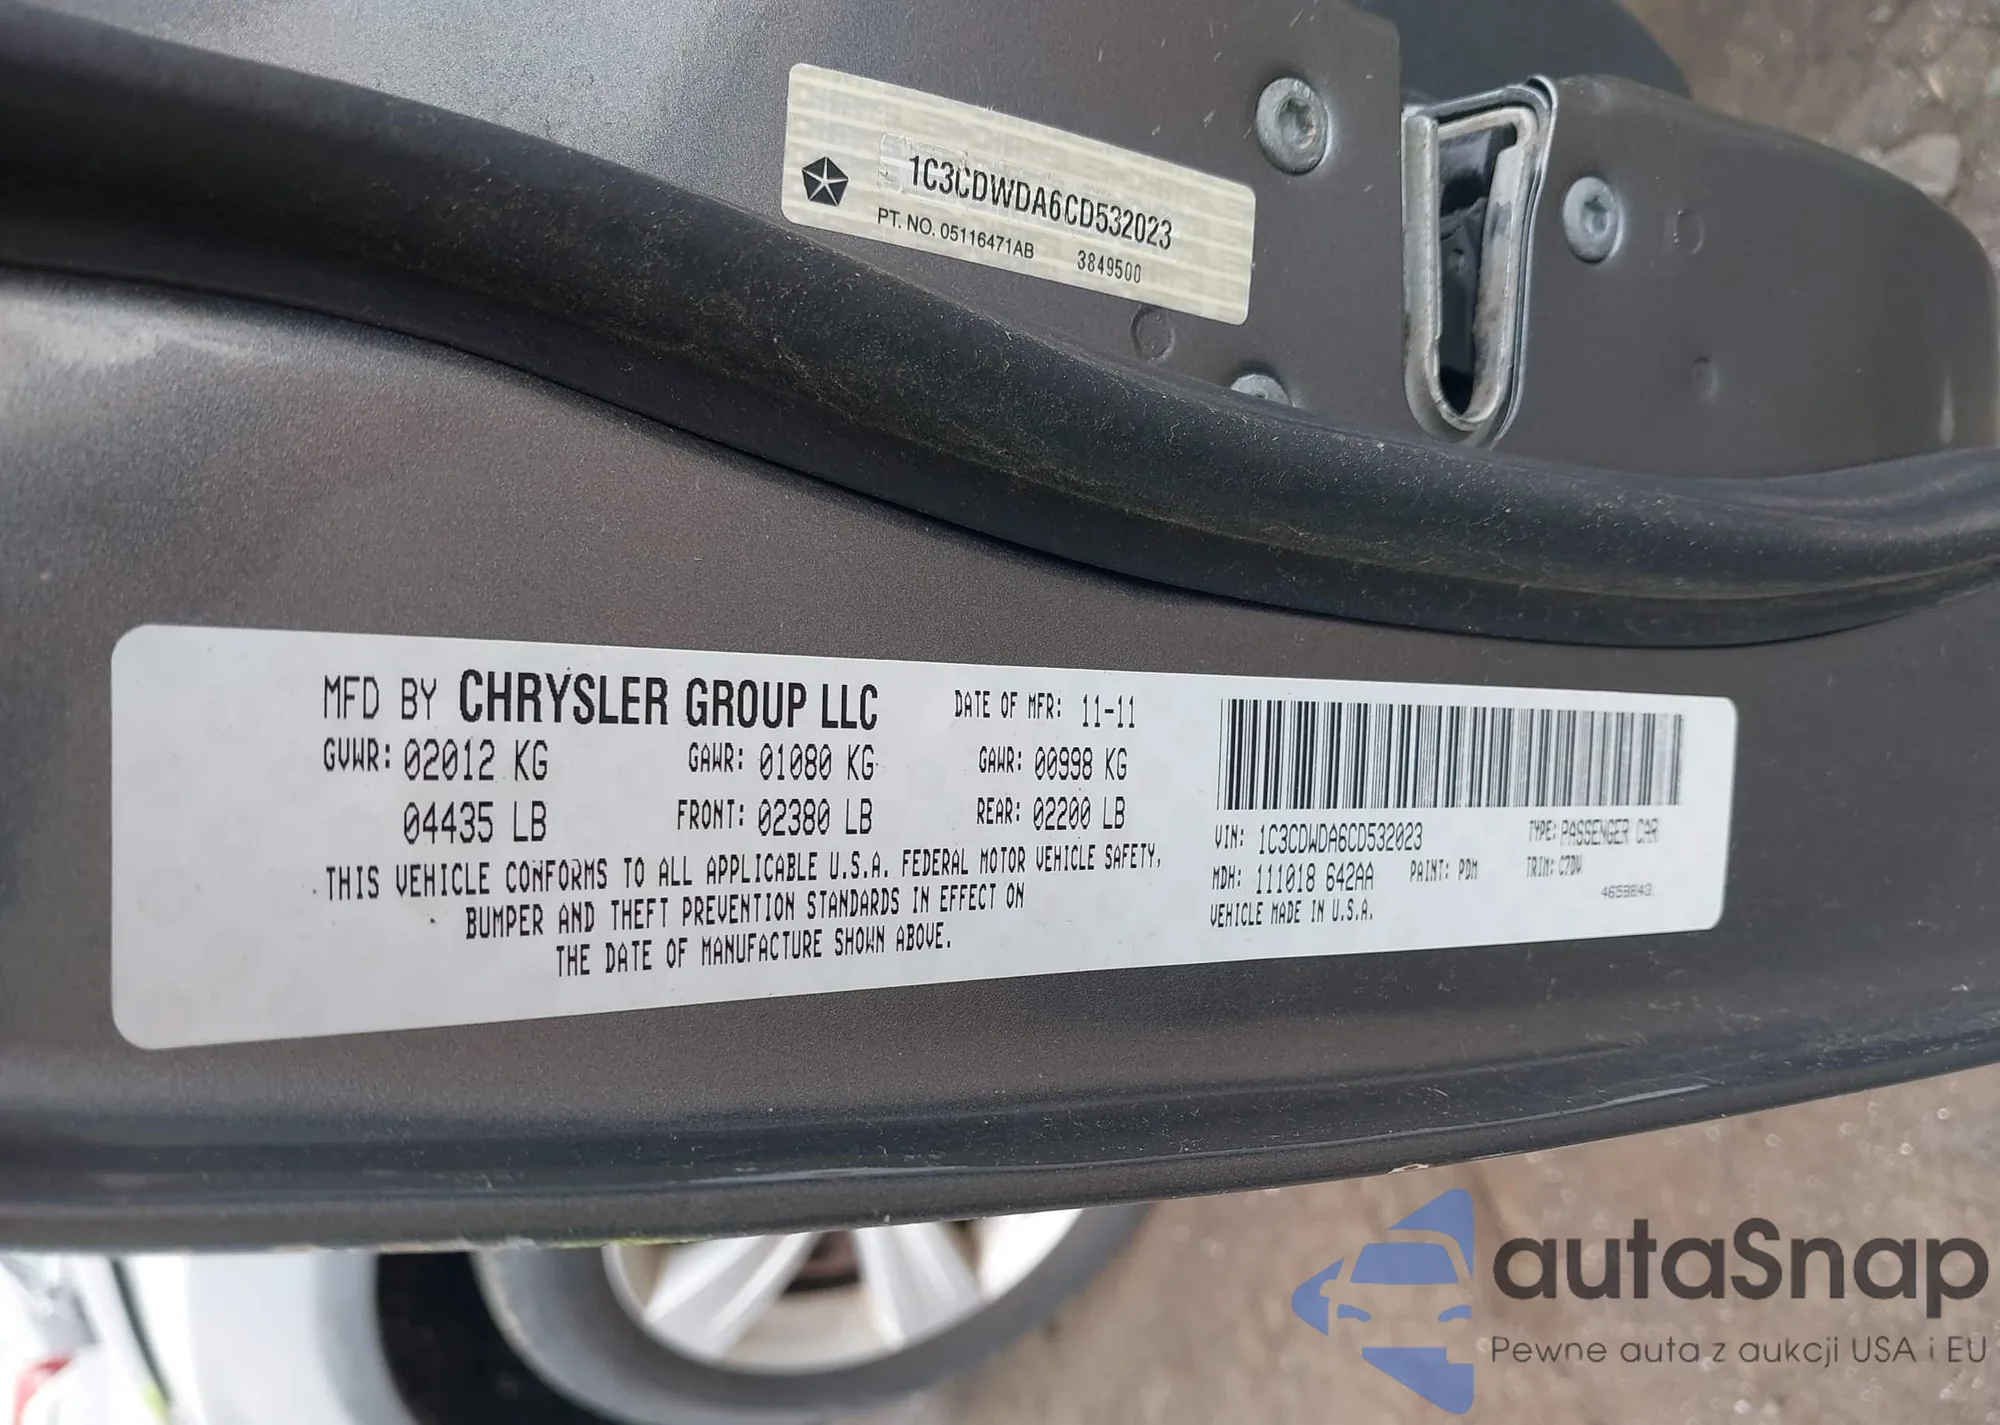 1C3CDWDA6CD532023
PT. NO. 05116471AB 3849500
MFD BY CHRYSLER GROUP LLC DATE OF MFR: 11-11
GVWR: 02012 KG GAWR: 01080 KG GAWR: 00998 KG
04435 LB FRONT: 02380 LB REAR: 02200 LB
THIS VEHICLE CONFORMS TO ALL APPLICABLE U.S.A. FEDERAL MOTOR VEHICLE SAFETY,
BUMPER AND THEFT PREVENTION STANDARDS IN EFFECT ON
THE DATE OF MANUFACTURE SHOWN ABOVE.
VIN: 1C3CDWDA6CD532023 TYPE: PASSENGER CAR
MDH: 111018 642AA PAINT: PDM TRIM: C7DV
4653843
VEHICLE MADE IN U.S.A.
autaSnap
Pewne auta z aukcji USA i EU